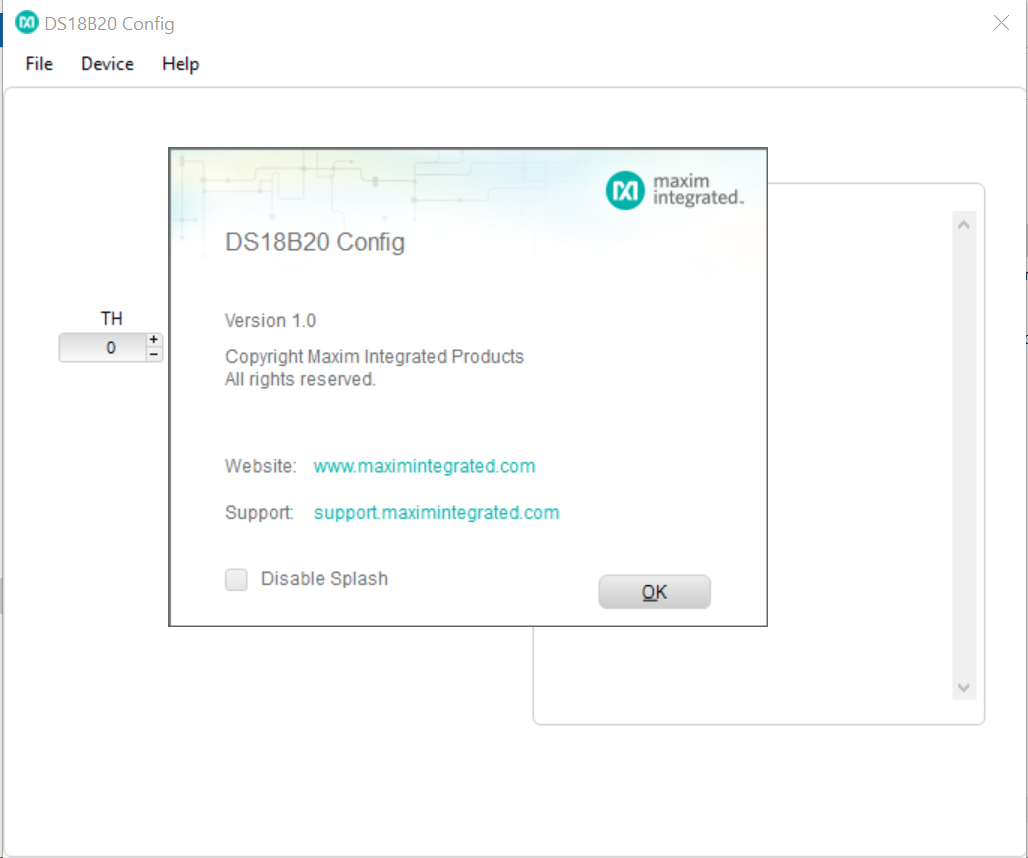 DS18B20 Config
File Device Help
maxim
integrated™
DS18B20 Config
TH
0
+
−
Version 1.0
Copyright Maxim Integrated Products
All rights reserved.
Website: www.maximintegrated.com
Support: support.maximintegrated.com
Disable Splash
OK